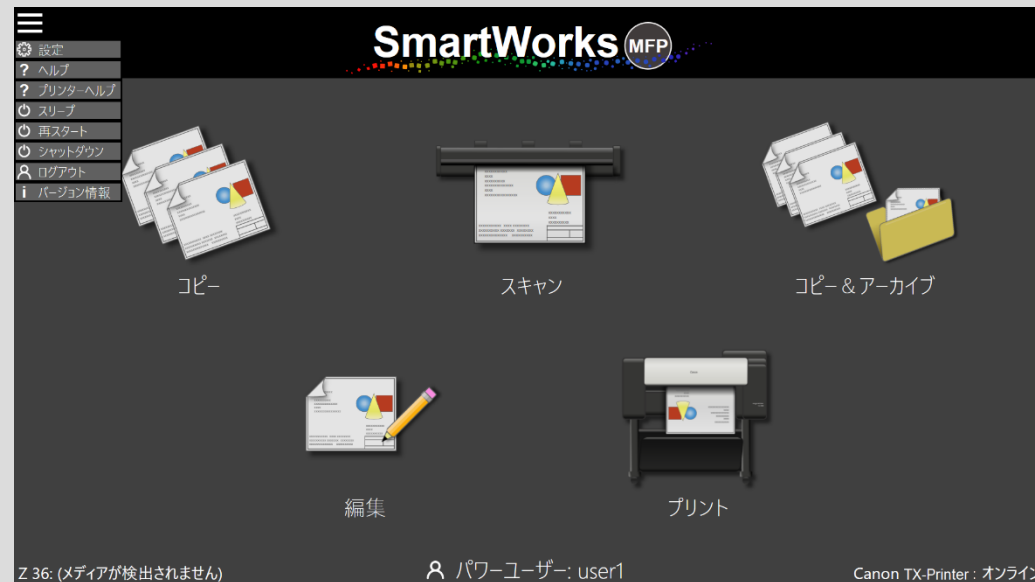 SmartWorks MFP
設定
? ヘルプ
? プリンターヘルプ
スリープ
再スタート
シャットダウン
ログアウト
i バージョン情報
コピー
スキャン
コピー & アーカイブ
編集
プリント
Z 36: (メディアが検出されません)
パワーユーザー: user1
Canon TX-Printer : オンライン